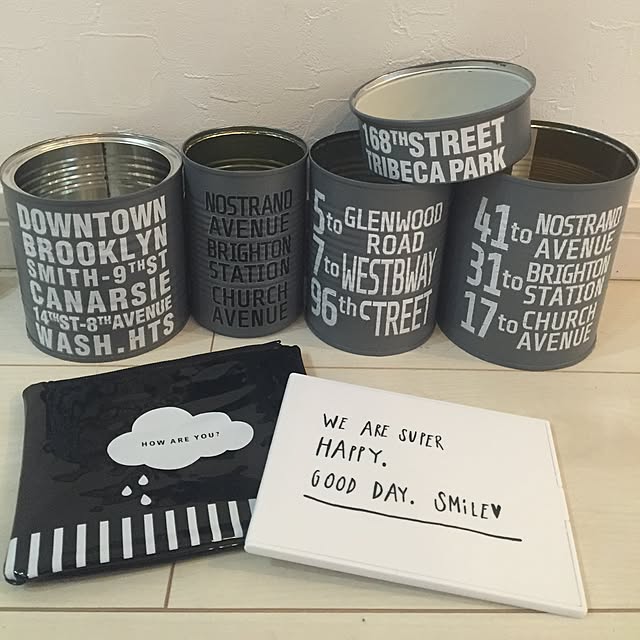 DOWNTOWN
BROOKLYN
SMITH-9TH ST
CANARSIE
14TH ST-8TH AVENUE
WASH.HTS
NOSTRAND
AVENUE
BRIGHTON
STATION
CHURCH
AVENUE
168TH STREET
TRIBECA PARK
5 to GLENWOOD
ROAD
7 to WESTBWAY
96th CTREET
41 to NOSTRAND
AVENUE
31 to BRIGHTON
STATION
17 to CHURCH
AVENUE
HOW ARE YOU?
WE ARE SUPER
HAPPY.
GOOD DAY. SMiLE♥